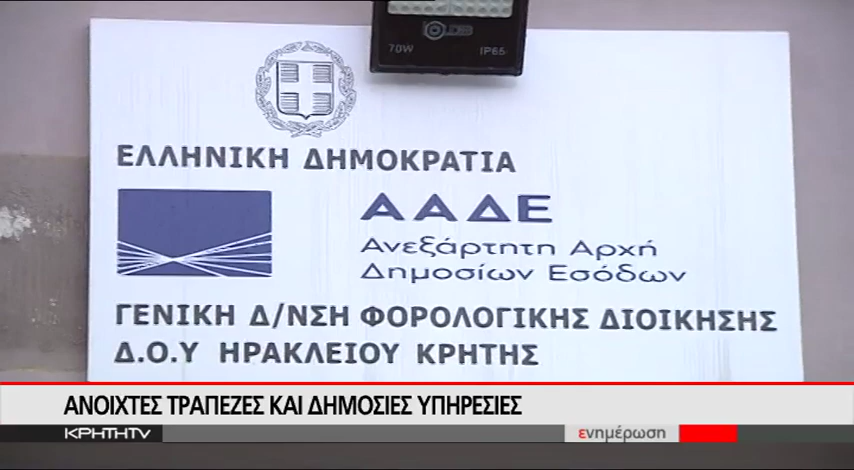 70W IP65
ΕΛΛΗΝΙΚΗ ΔΗΜΟΚΡΑΤΙΑ
ΑΑΔΕ
Ανεξάρτητη Αρχή
Δημοσίων Εσόδων
ΓΕΝΙΚΗ Δ/ΝΣΗ ΦΟΡΟΛΟΓΙΚΗΣ ΔΙΟΙΚΗΣΗΣ
Δ.Ο.Υ ΗΡΑΚΛΕΙΟΥ ΚΡΗΤΗΣ
ΑΝΟΙΧΤΕΣ ΤΡΑΠΕΖΕΣ ΚΑΙ ΔΗΜΟΣΙΕΣ ΥΠΗΡΕΣΙΕΣ
ΚΡΗΤΗTV ενημέρωση